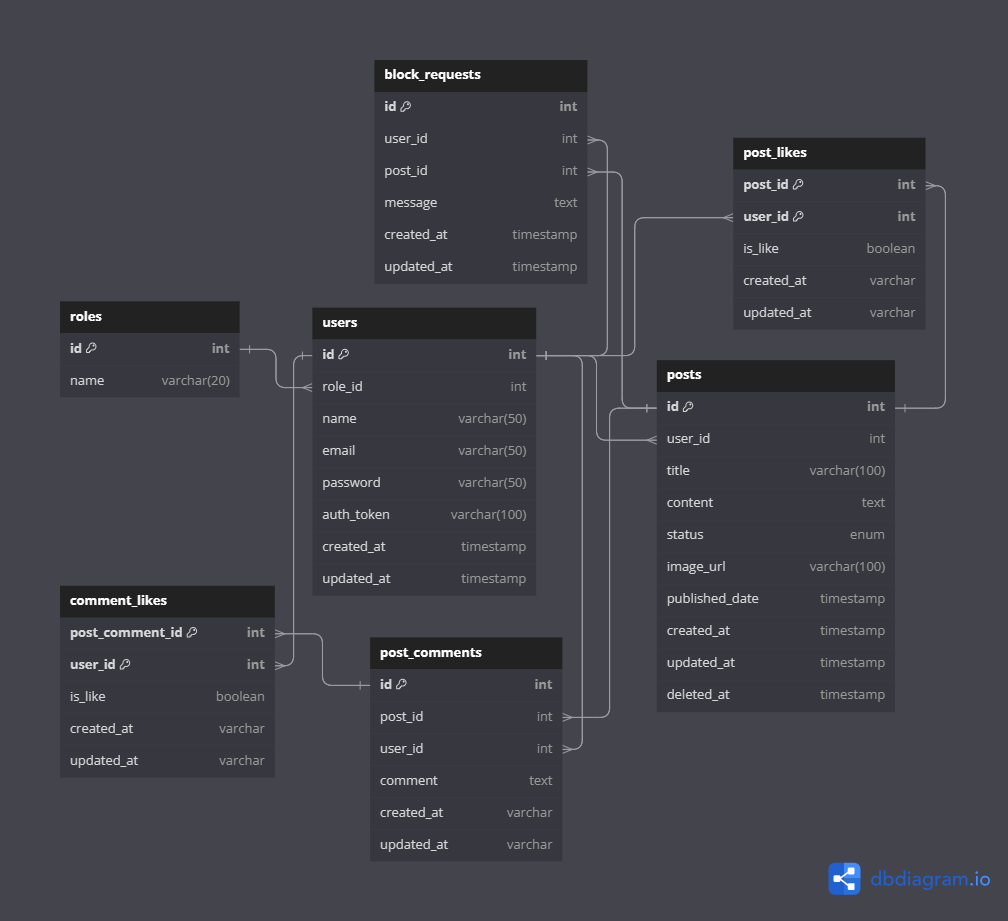 block_requests
id int
user_id int
post_id int
message text
created_at timestamp
updated_at timestamp
post_likes
post_id int
user_id int
is_like boolean
created_at varchar
updated_at varchar
roles
id int
name varchar(20)
users
id int
role_id int
name varchar(50)
email varchar(50)
password varchar(50)
auth_token varchar(100)
created_at timestamp
updated_at timestamp
posts
id int
user_id int
title varchar(100)
content text
status enum
image_url varchar(100)
published_date timestamp
created_at timestamp
updated_at timestamp
deleted_at timestamp
comment_likes
post_comment_id int
user_id int
is_like boolean
created_at varchar
updated_at varchar
post_comments
id int
post_id int
user_id int
comment text
created_at varchar
updated_at varchar
dbdiagram.io